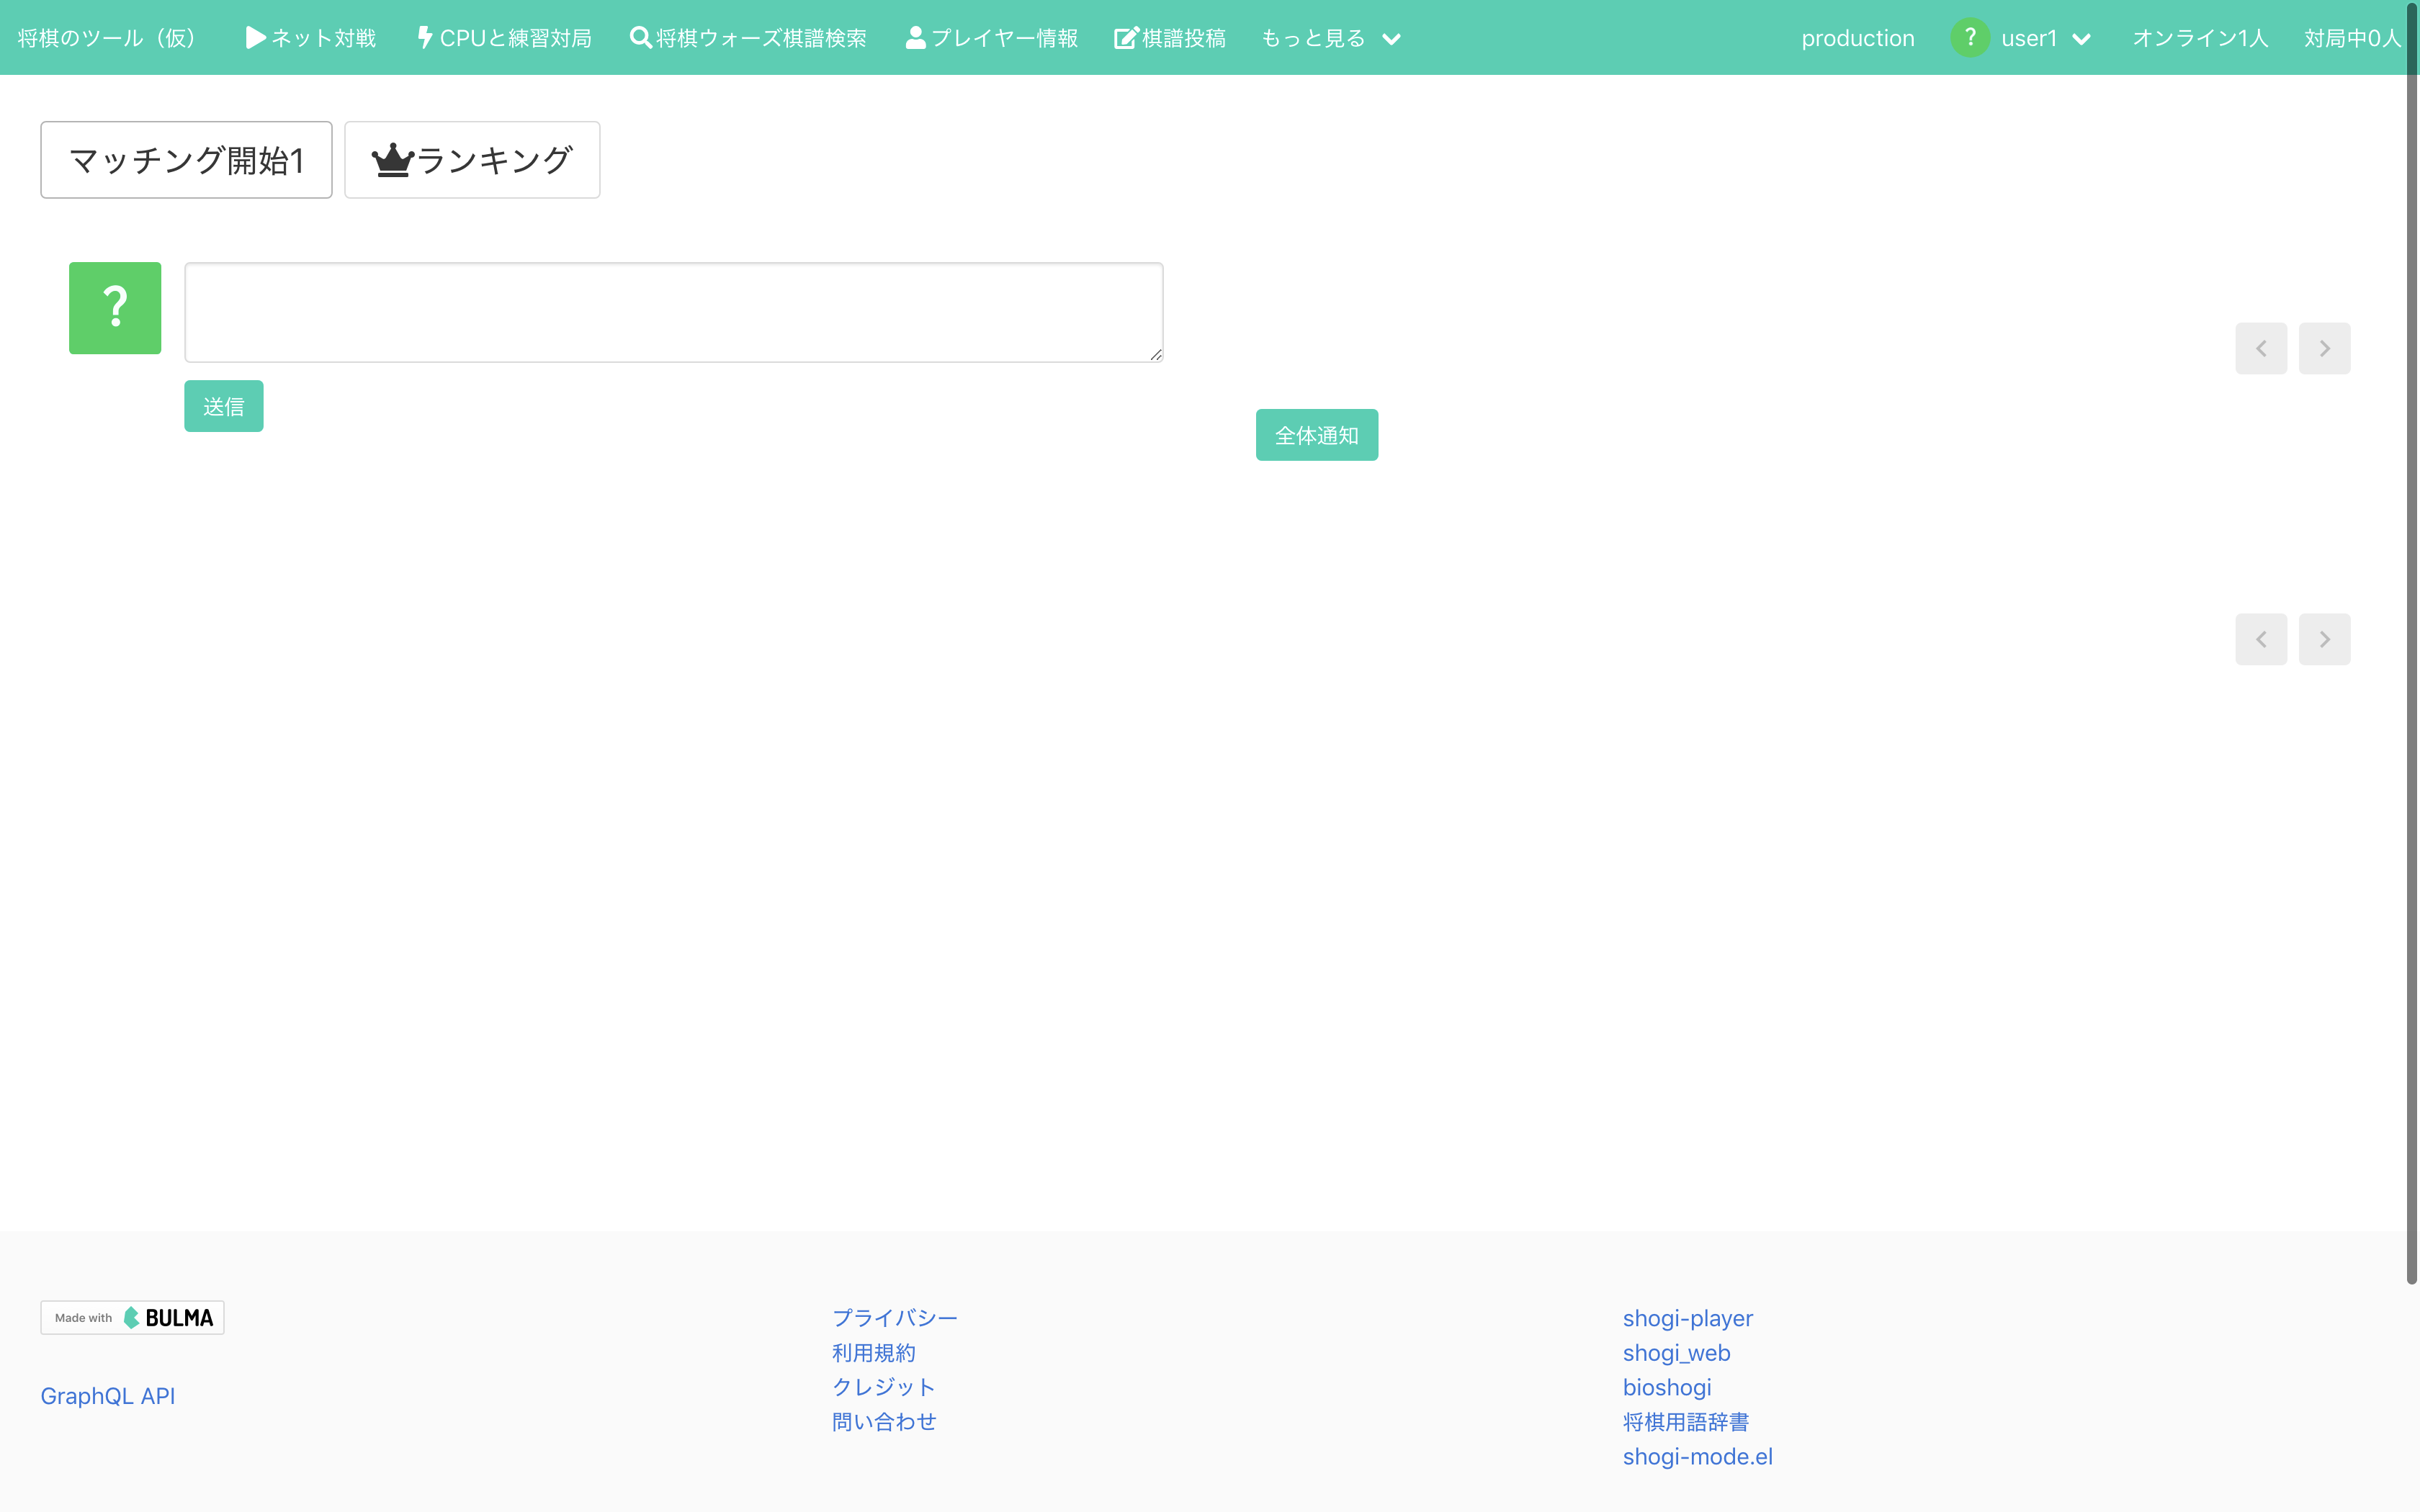 将棋のツール（仮） ネット対戦 CPUと練習対局 将棋ウォーズ棋譜検索 プレイヤー情報 棋譜投稿 もっと見る production ? user1 オンライン1人 対局中0人
マッチング開始1 ランキング
?
送信
全体通知
Made with BULMA
GraphQL API
プライバシー
利用規約
クレジット
問い合わせ
shogi-player
shogi_web
bioshogi
将棋用語辞書
shogi-mode.el